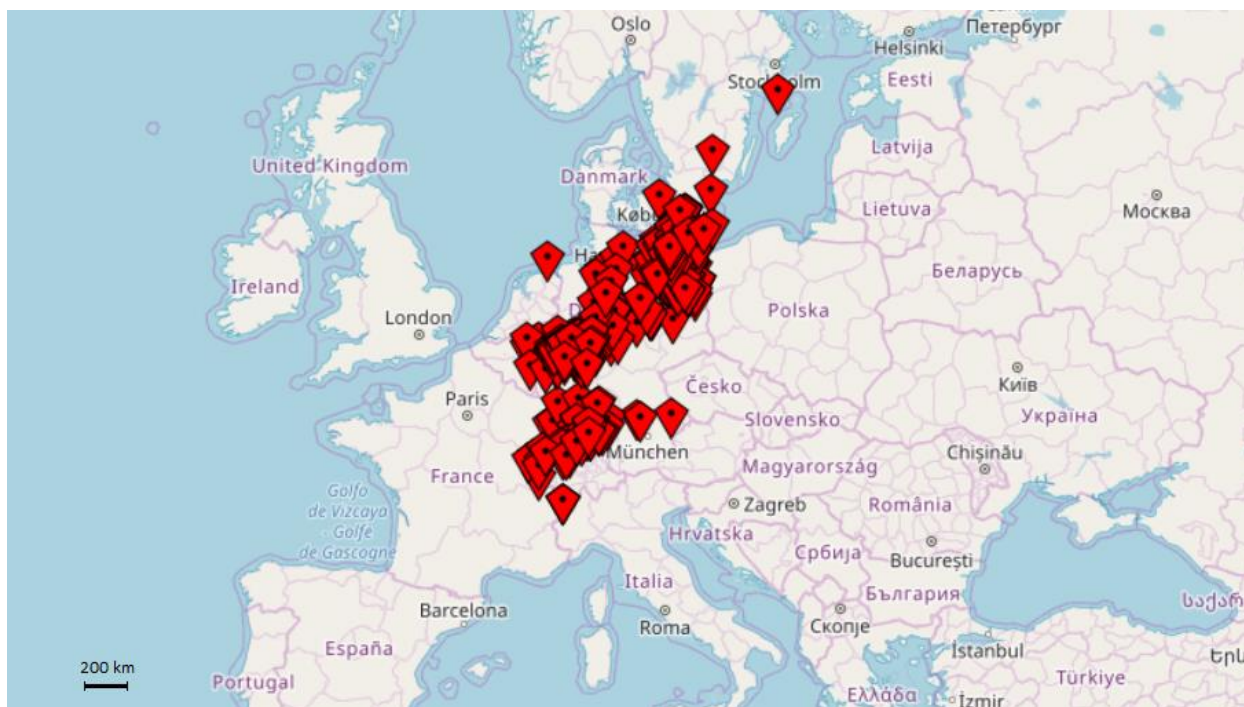 Oslo
Helsinki
Петербург
Stockholm
Eesti
United Kingdom
Danmark
Latvija
Køb
Lietuva
Москва
Ha
Ireland
Беларусь
London
D
Polska
Česko
Київ
Paris
Slovensko
Україна
München
Magyarország
Chișinău
France
Golfo
de Vizcaya
- Golfe
de Gascogne
Zagreb
România
Hrvatska
Србија
București
Italia
България
Barcelona
Roma
Скопје
İstanbul
España
200 km
Portugal
Ελλάδα
İzmir
Türkiye